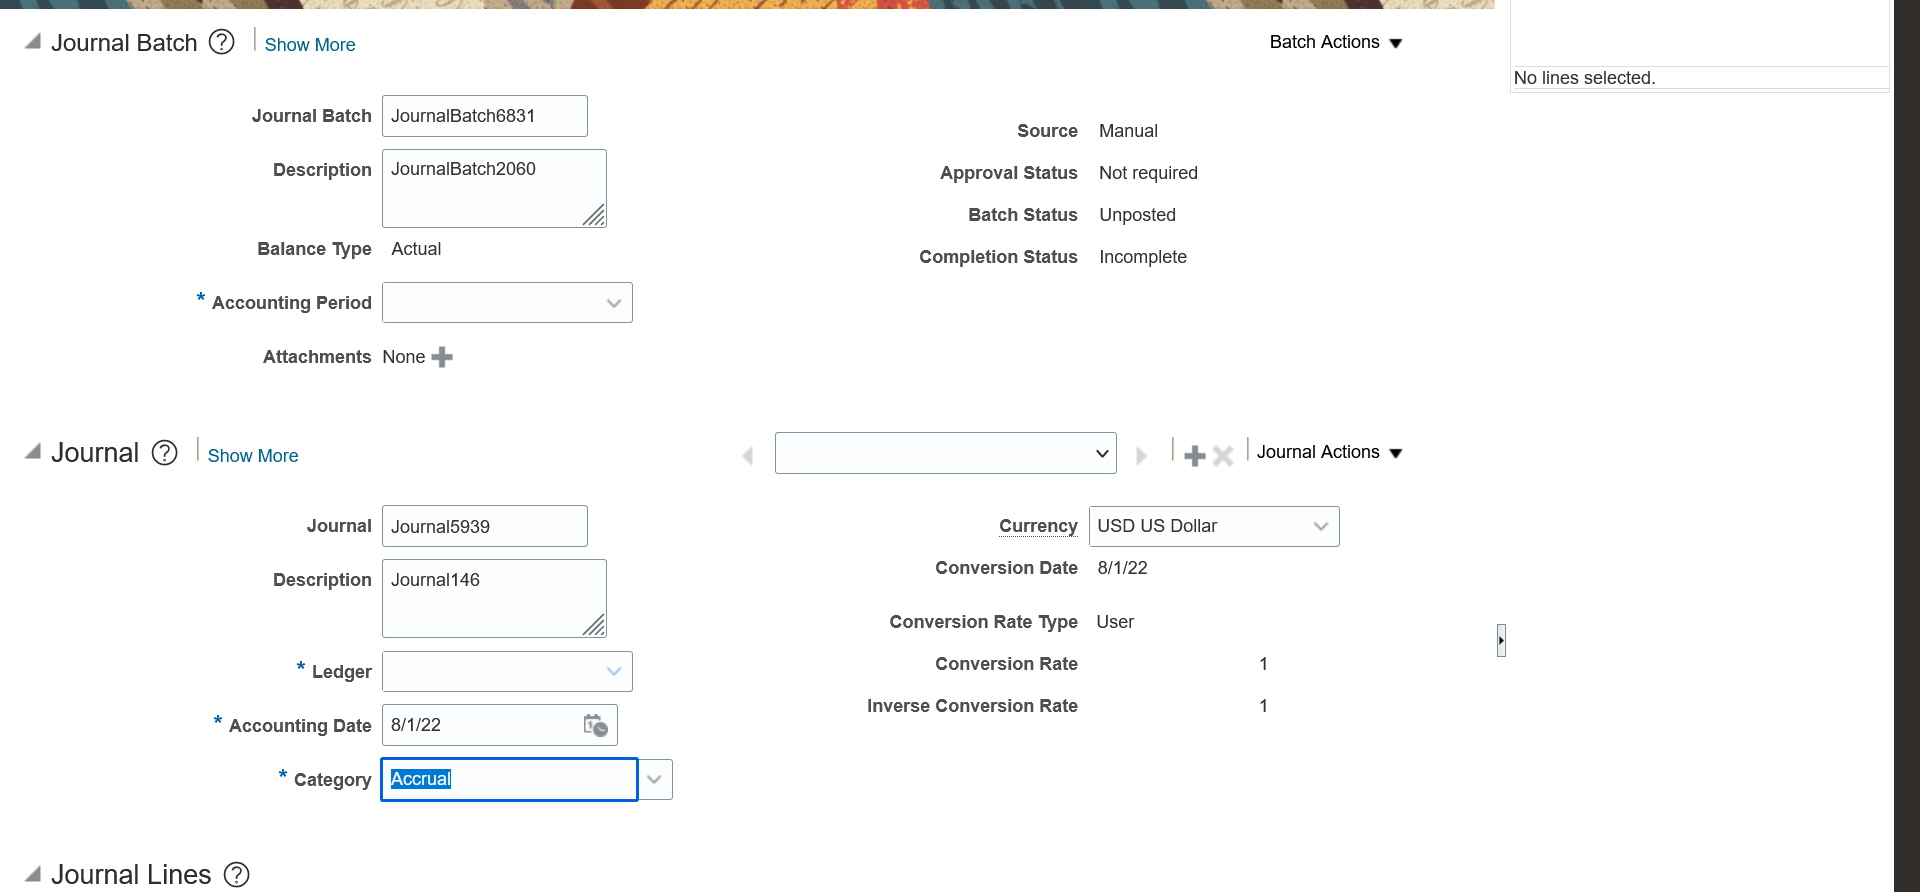 Journal Batch ? Show More Batch Actions
No lines selected.
Journal Batch JournalBatch6831
Source Manual
Description JournalBatch2060
Approval Status Not required
Batch Status Unposted
Balance Type Actual
Completion Status Incomplete
* Accounting Period
Attachments None
Journal ? Show More Journal Actions
Journal Journal5939
Currency USD US Dollar
Description Journal146
Conversion Date 8/1/22
Conversion Rate Type User
* Ledger
Conversion Rate 1
* Accounting Date 8/1/22
Inverse Conversion Rate 1
* Category Accrual
Journal Lines ?